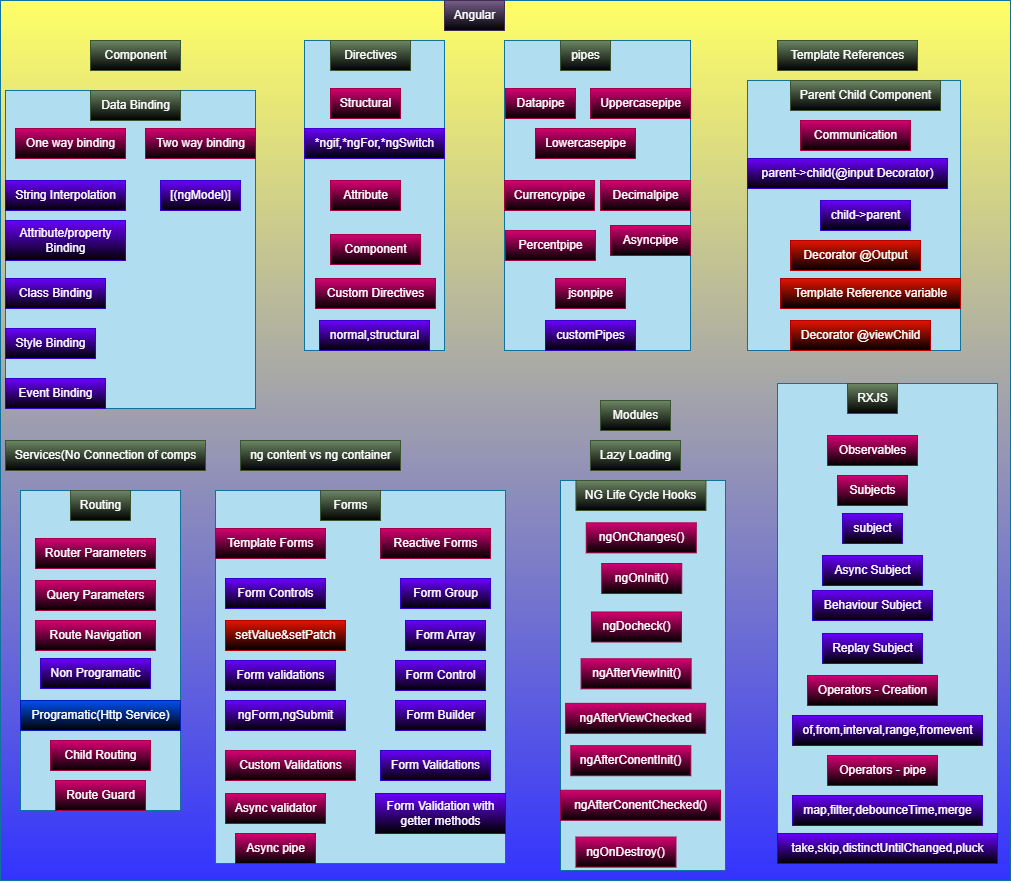 Angular
Component
Data Binding
One way binding
Two way binding
String Interpolation
[(ngModel)]
Attribute/property
Binding
Class Binding
Style Binding
Event Binding
Directives
Structural
*ngif,*ngFor,*ngSwitch
Attribute
Component
Custom Directives
normal,structural
pipes
Datapipe
Uppercasepipe
Lowercasepipe
Currencypipe
Decimalpipe
Percentpipe
Asyncpipe
jsonpipe
customPipes
Template References
Parent Child Component
Communication
parent->child(@input Decorator)
child->parent
Decorator @Output
Template Reference variable
Decorator @viewChild
Services(No Connection of comps
Routing
Router Parameters
Query Parameters
Route Navigation
Non Programatic
Programatic(Http Service)
Child Routing
Route Guard
ng content vs ng container
Forms
Template Forms
Reactive Forms
Form Controls
Form Group
setValue&setPatch
Form Array
Form validations
Form Control
ngForm,ngSubmit
Form Builder
Custom Validations
Form Validations
Async validator
Form Validation with
getter methods
Async pipe
Modules
Lazy Loading
NG Life Cycle Hooks
ngOnChanges()
ngOnInit()
ngDocheck()
ngAfterViewInit()
ngAfterViewChecked
ngAfterConentInit()
ngAfterConentChecked()
ngOnDestroy()
RXJS
Observables
Subjects
subject
Async Subject
Behaviour Subject
Replay Subject
Operators - Creation
of,from,interval,range,fromevent
Operators - pipe
map,filter,debounceTime,merge
take,skip,distinctUntilChanged,pluck